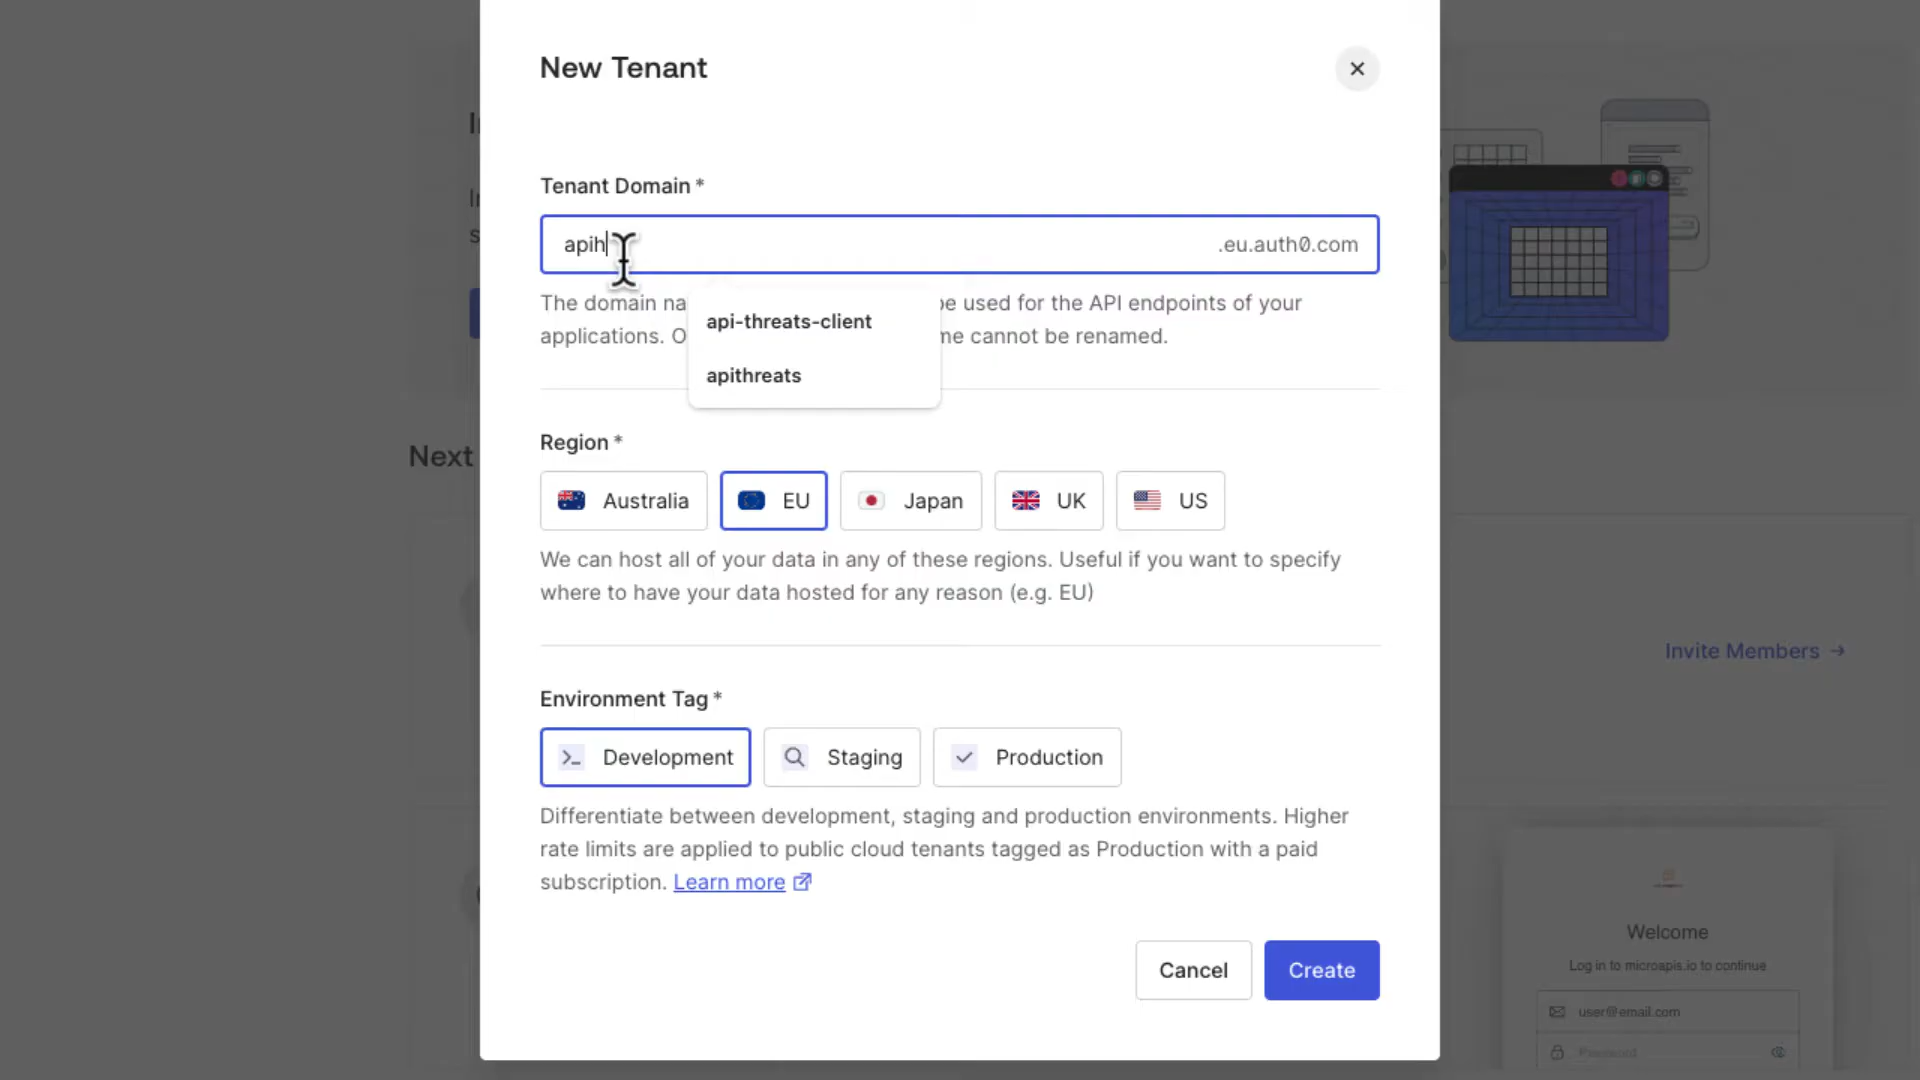 New Tenant
Tenant Domain *
apih
.eu.auth0.com
The domain na
be used for the API endpoints of your
applications. O
me cannot be renamed.
api-threats-client
apithreats
Next
Region *
Australia
EU
Japan
UK
US
We can host all of your data in any of these regions. Useful if you want to specify
where to have your data hosted for any reason (e.g. EU)
Invite Members →
Environment Tag *
Development
Staging
Production
Differentiate between development, staging and production environments. Higher
rate limits are applied to public cloud tenants tagged as Production with a paid
subscription. Learn more
Cancel
Create
Welcome
Log in to microapis.io to continue
user@email.com
Password